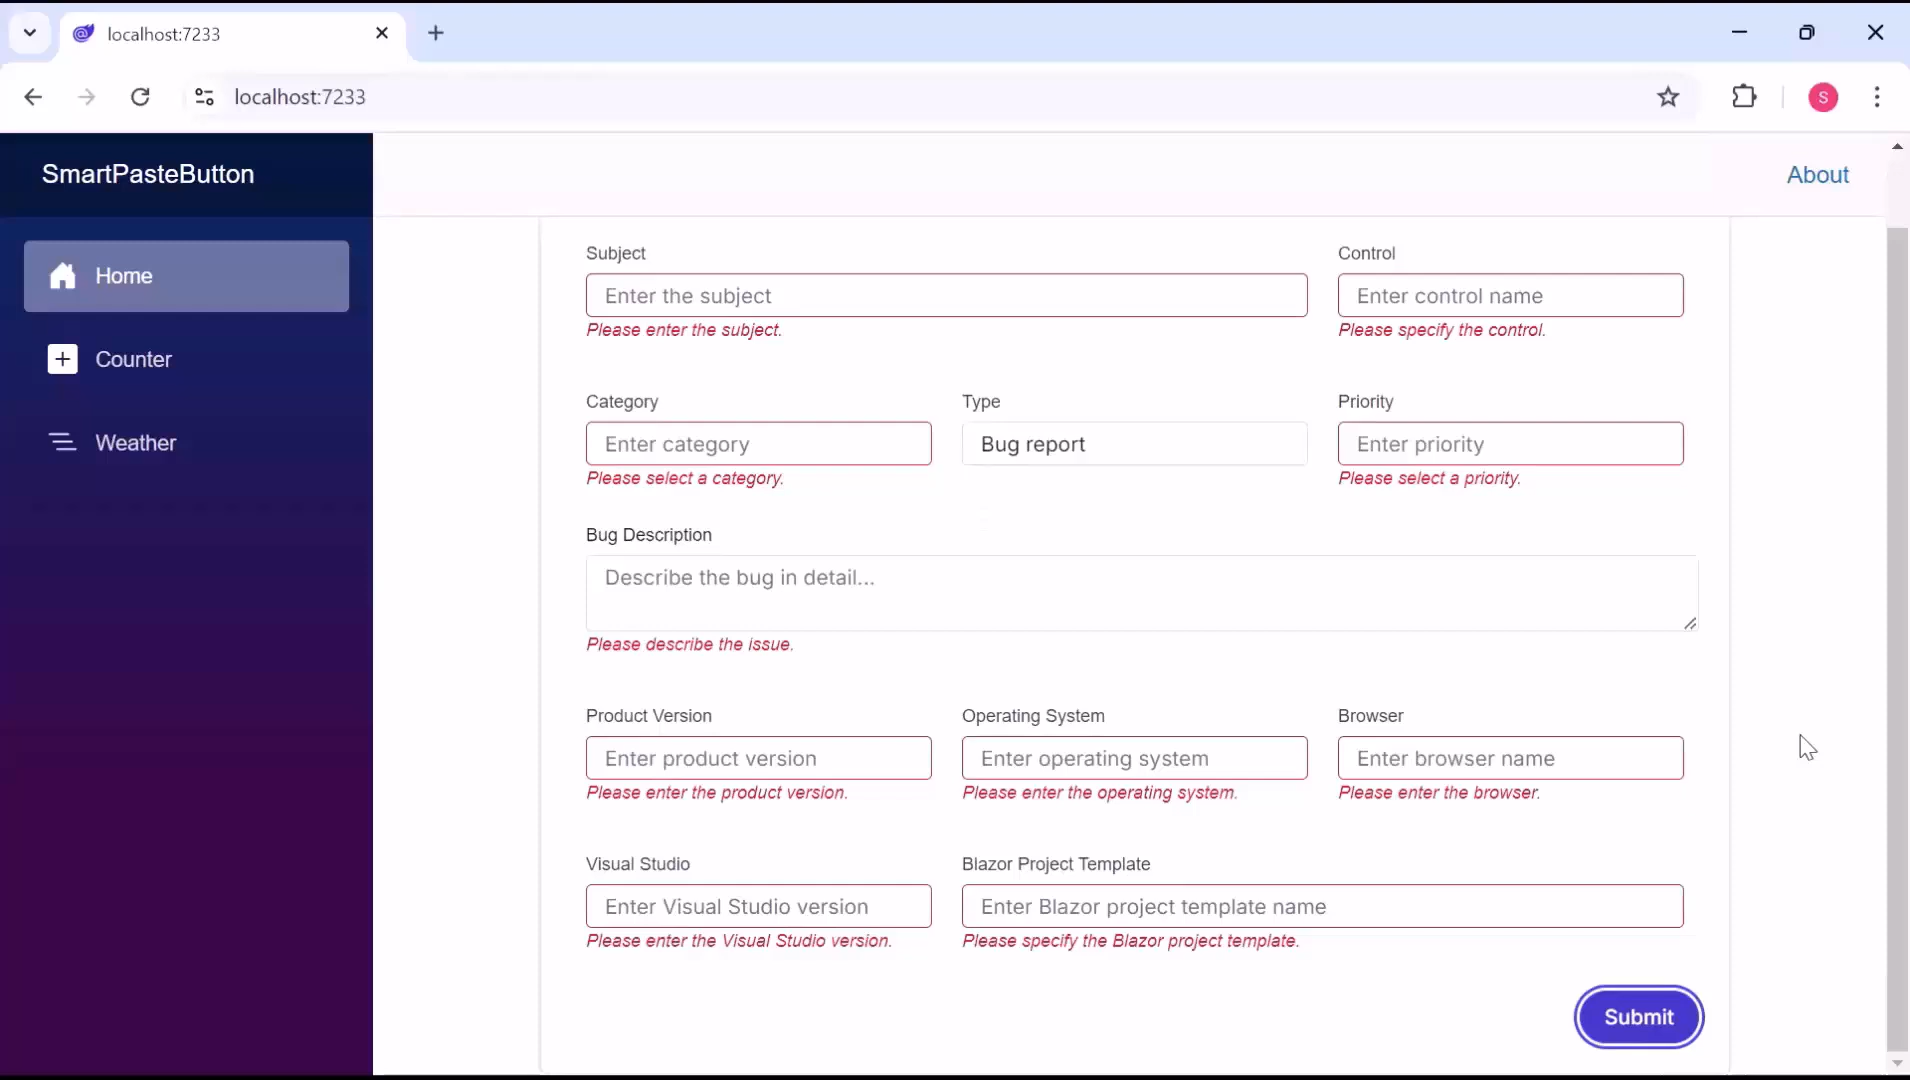 localhost:7233
localhost:7233
S
SmartPasteButton
About
Home
Counter
Weather
Subject
Control
Enter the subject
Enter control name
Please enter the subject.
Please specify the control.
Category
Type
Priority
Enter category
Bug report
Enter priority
Please select a category.
Please select a priority.
Bug Description
Describe the bug in detail...
Please describe the issue.
Product Version
Operating System
Browser
Enter product version
Enter operating system
Enter browser name
Please enter the product version.
Please enter the operating system.
Please enter the browser.
Visual Studio
Blazor Project Template
Enter Visual Studio version
Enter Blazor project template name
Please enter the Visual Studio version.
Please specify the Blazor project template.
Submit